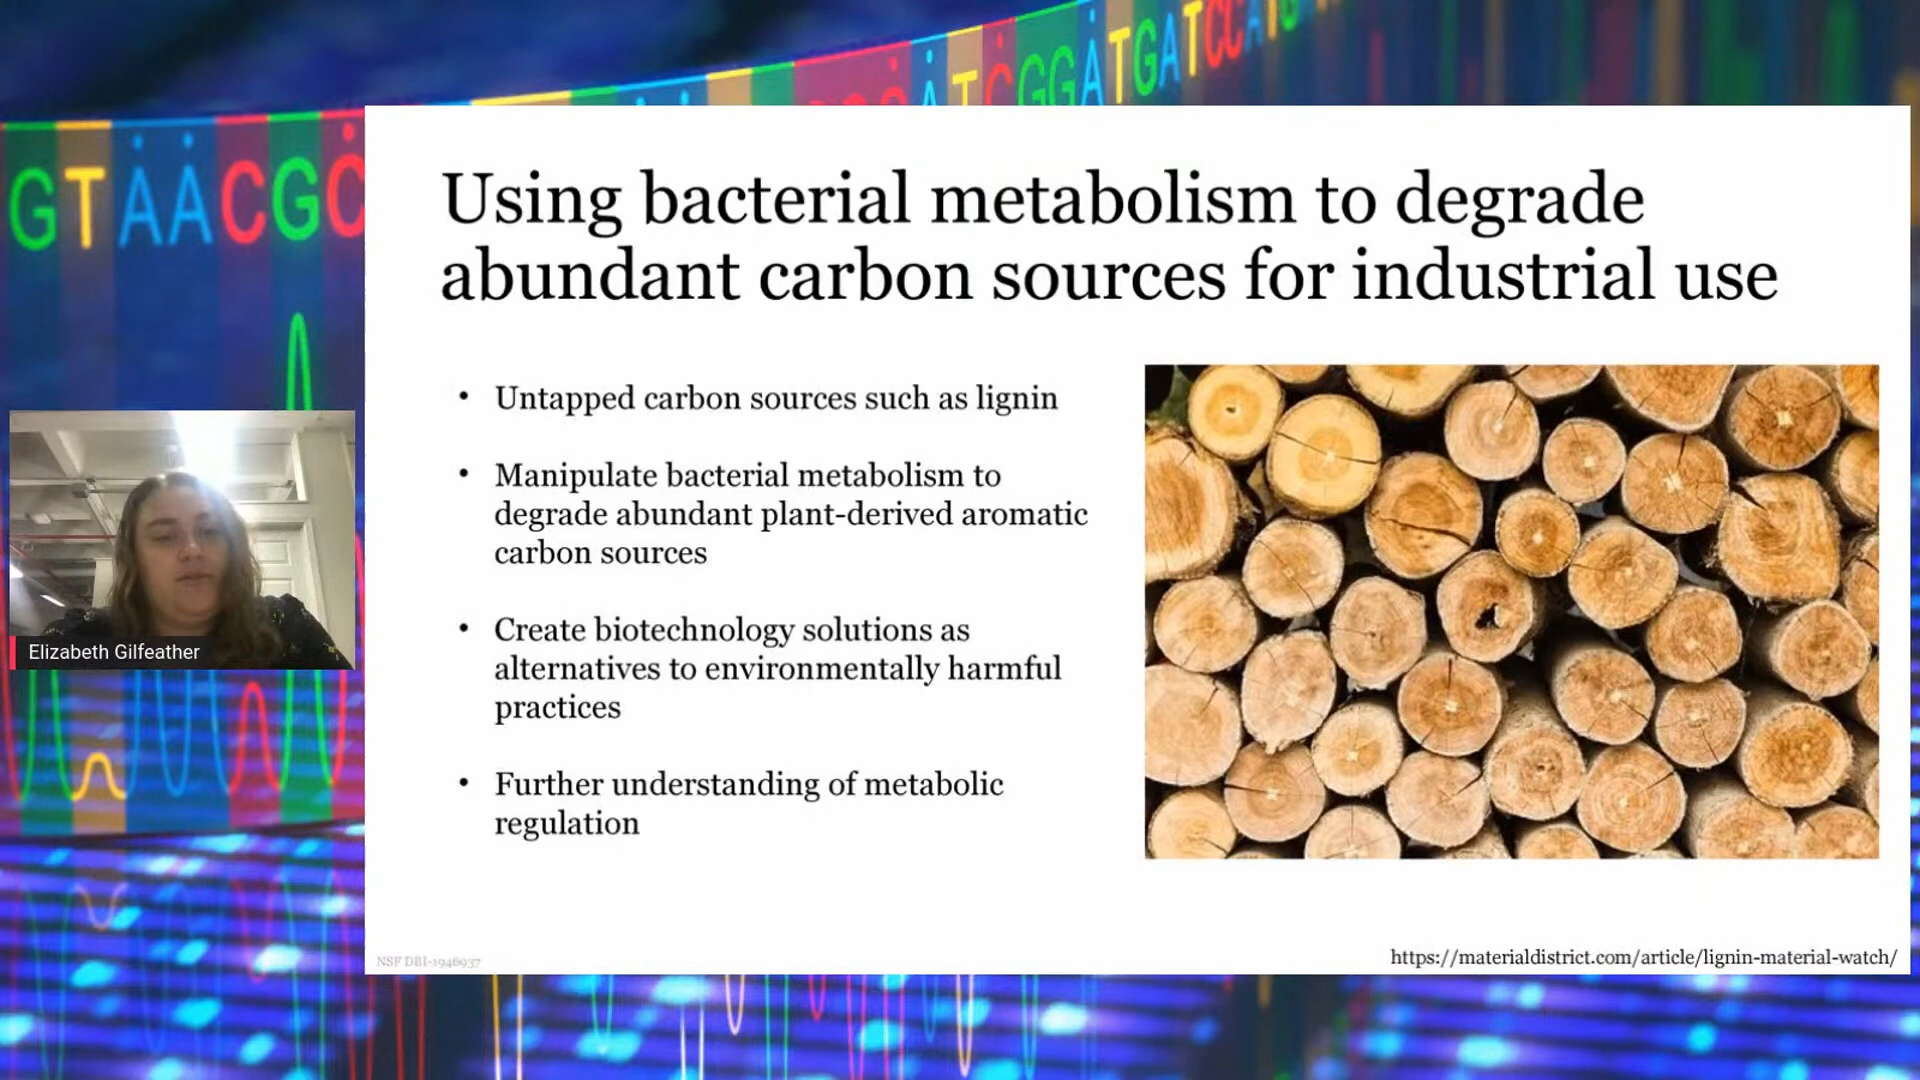 GTAACGC
ATCGGATGATCCATG
Using bacterial metabolism to degrade
abundant carbon sources for industrial use
• Untapped carbon sources such as lignin
• Manipulate bacterial metabolism to
degrade abundant plant-derived aromatic
carbon sources
• Create biotechnology solutions as
alternatives to environmentally harmful
practices
• Further understanding of metabolic
regulation
Elizabeth Gilfeather
NSF DBI-1946937
https://materialdistrict.com/article/lignin-material-watch/